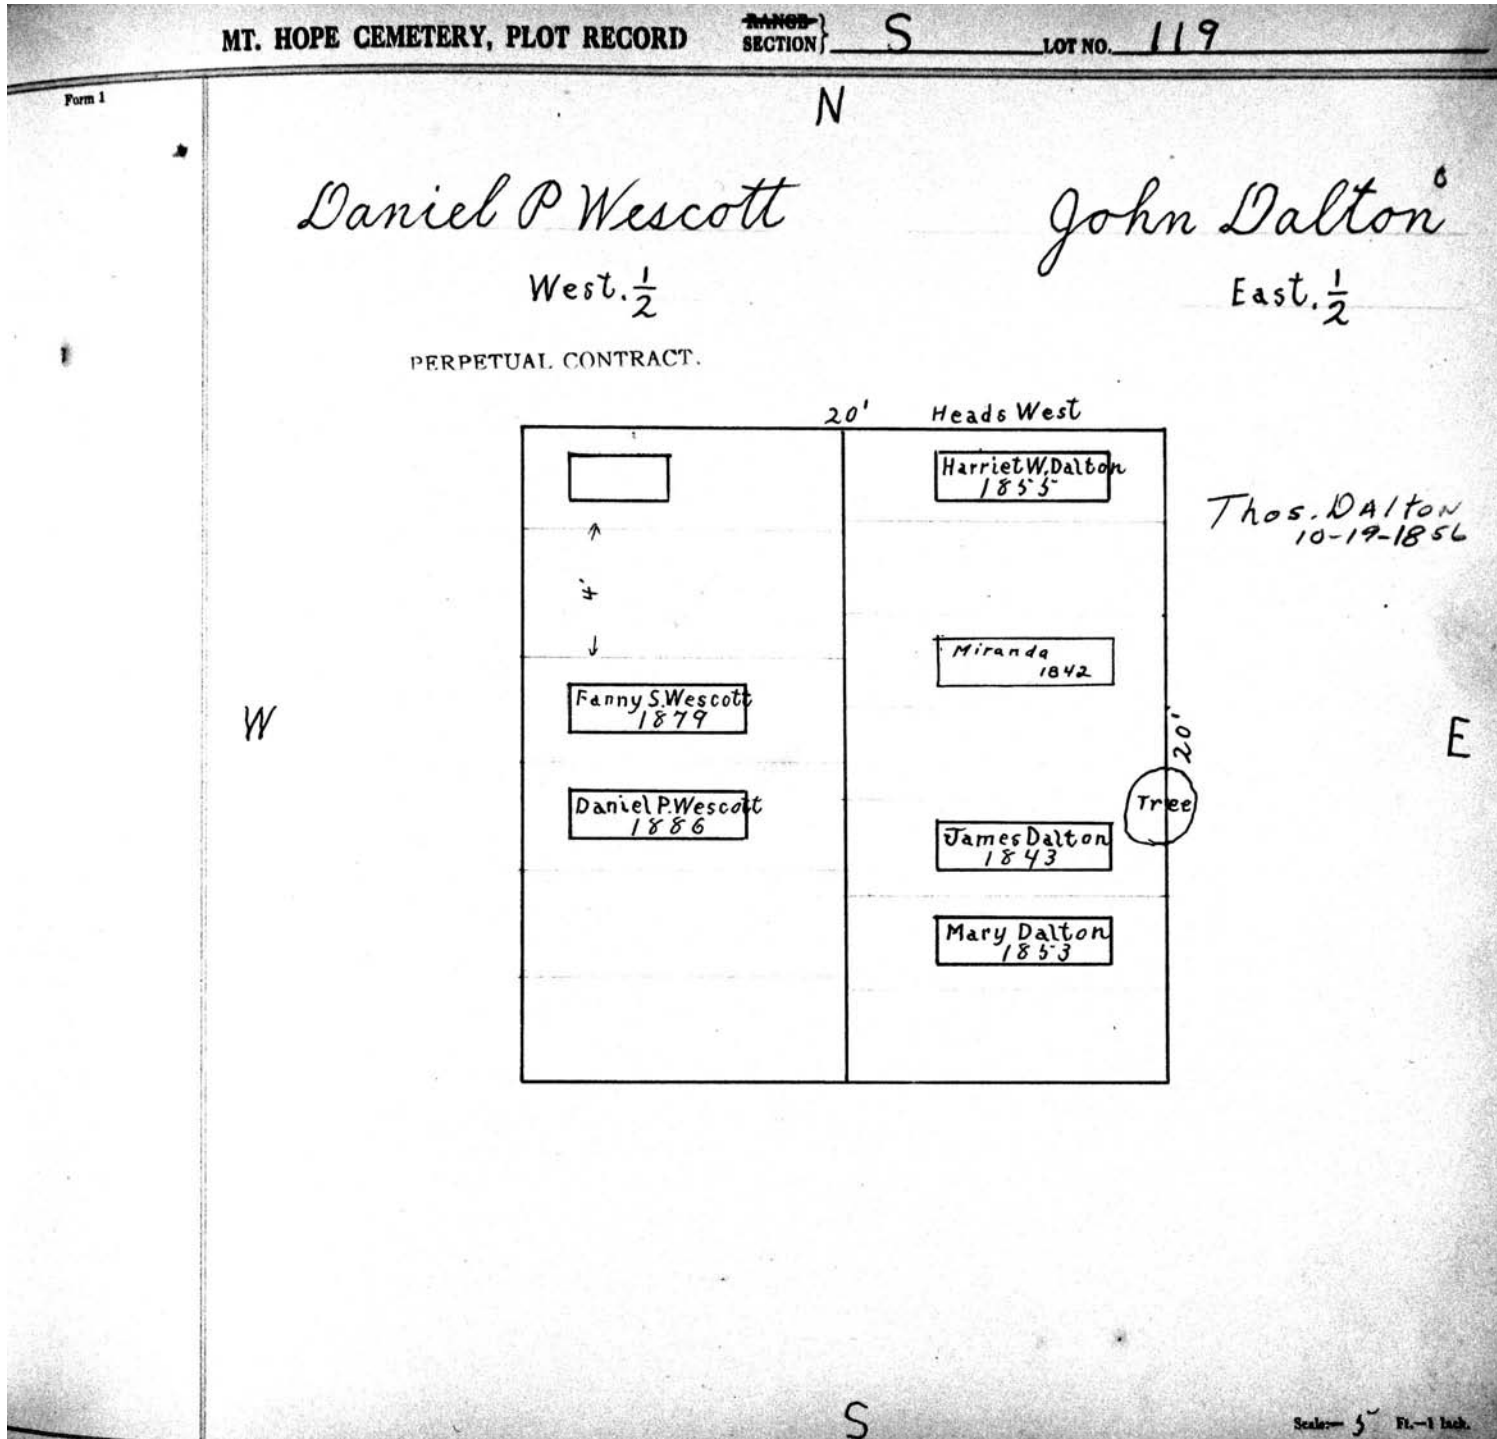 MT. HOPE CEMETERY, PLOT RECORD RANGE SECTION} S LOT NO. 119
Form 1
N
Daniel P Wescott John Dalton
West. 1/2 East. 1/2
PERPETUAL CONTRACT.
20' Heads West
Harriet W. Dalton
1855
Thos. DAlton
10-19-1856
4'
Miranda
1842
Fanny S. Wescott
1879
W
20'
E
Daniel P. Wescott
1886
Tree
James Dalton
1843
Mary Dalton
1853
S
Scale:— 5 Ft.—1 Inch.